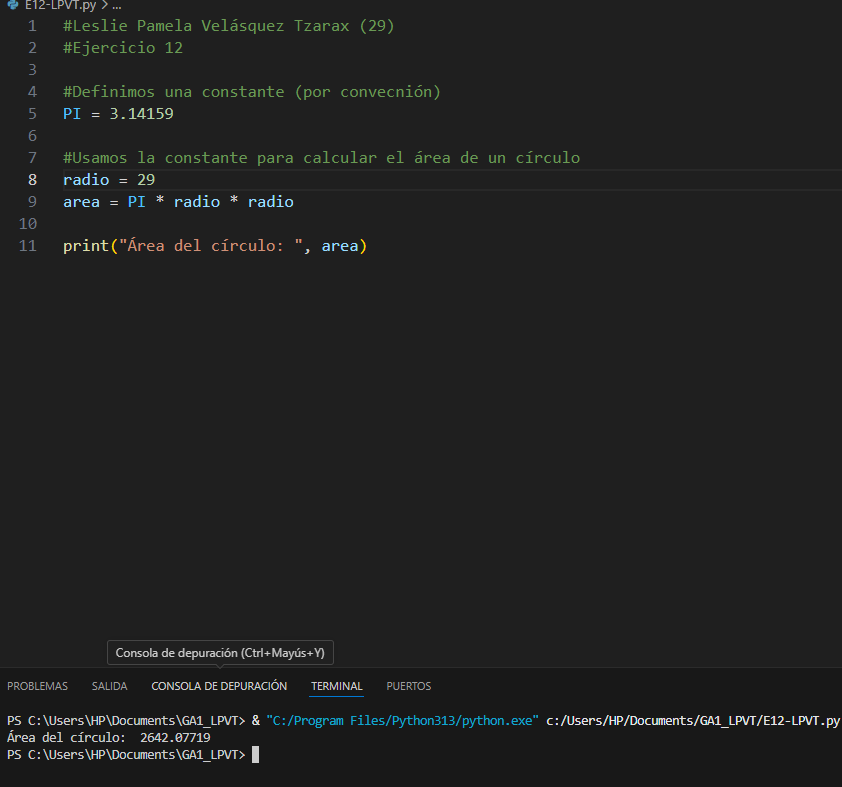 E12-LPVT.py > ...
1 #Leslie Pamela Velásquez Tzarax (29)
2 #Ejercicio 12
3
4 #Definimos una constante (por convecnión)
5 PI = 3.14159
6
7 #Usamos la constante para calcular el área de un círculo
8 radio = 29
9 area = PI * radio * radio
10
11 print("Área del círculo: ", area)
Consola de depuración (Ctrl+Mayús+Y)
PROBLEMAS SALIDA CONSOLA DE DEPURACIÓN TERMINAL PUERTOS
PS C:\Users\HP\Documents\GA1_LPVT> & "C:/Program Files/Python313/python.exe" c:/Users/HP/Documents/GA1_LPVT/E12-LPVT.py
Área del círculo:  2642.07719
PS C:\Users\HP\Documents\GA1_LPVT>